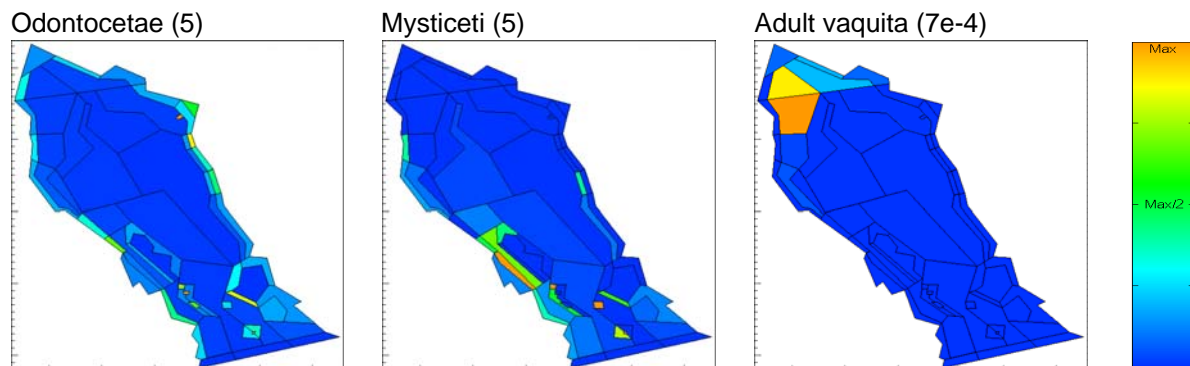 Odontocetae (5)
Mysticeti (5)
Adult vaquita (7e-4)
Max
Max/2